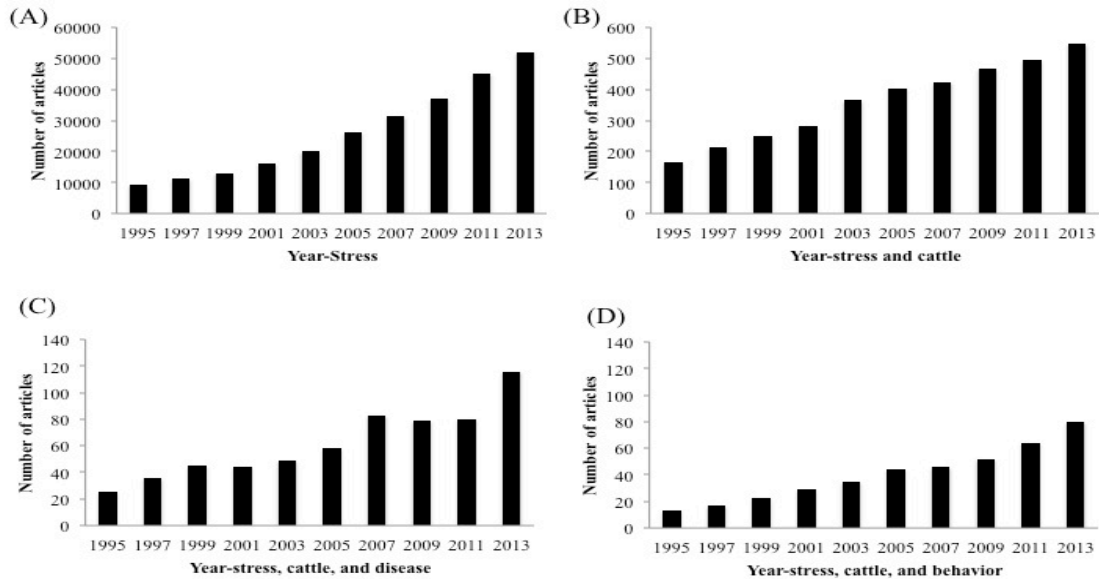 (A)
60000
50000
40000
30000
20000
10000
0
Number of articles
1995 1997 1999 2001 2003 2005 2007 2009 2011 2013
Year-Stress
(B)
600
500
400
300
200
100
0
Number of articles
1995 1997 1999 2001 2003 2005 2007 2009 2011 2013
Year-stress and cattle
(C)
140
120
100
80
60
40
20
0
Number of articles
1995 1997 1999 2001 2003 2005 2007 2009 2011 2013
Year-stress, cattle, and disease
(D)
140
120
100
80
60
40
20
0
Number of articles
1995 1997 1999 2001 2003 2005 2007 2009 2011 2013
Year-stress, cattle, and behavior